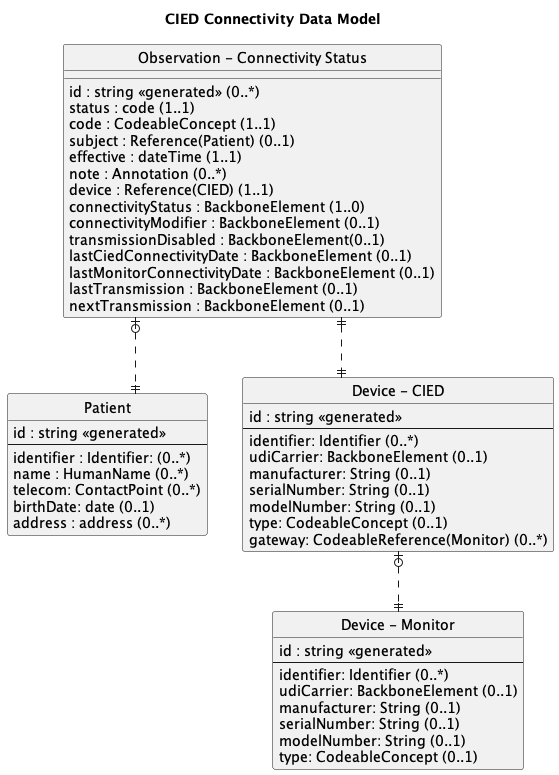 CIED Connectivity Data Model
Observation – Connectivity Status
id : string «generated» (0..*)
status : code (1..1)
code : CodeableConcept (1..1)
subject : Reference(Patient) (0..1)
effective : dateTime (1..1)
note : Annotation (0..*)
device : Reference(CIED) (1..1)
connectivityStatus : BackboneElement (1..0)
connectivityModifier : BackboneElement (0..1)
transmissionDisabled : BackboneElement(0..1)
lastCiedConnectivityDate : BackboneElement (0..1)
lastMonitorConnectivityDate : BackboneElement (0..1)
lastTransmission : BackboneElement (0..1)
nextTransmission : BackboneElement (0..1)
Patient
id : string «generated»
identifier : Identifier: (0..*)
name : HumanName (0..*)
telecom: ContactPoint (0..*)
birthDate: date (0..1)
address : address (0..*)
Device – CIED
id : string «generated»
identifier: Identifier (0..*)
udiCarrier: BackboneElement (0..1)
manufacturer: String (0..1)
serialNumber: String (0..1)
modelNumber: String (0..1)
type: CodeableConcept (0..1)
gateway: CodeableReference(Monitor) (0..*)
Device – Monitor
id : string «generated»
identifier: Identifier (0..*)
udiCarrier: BackboneElement (0..1)
manufacturer: String (0..1)
serialNumber: String (0..1)
modelNumber: String (0..1)
type: CodeableConcept (0..1)